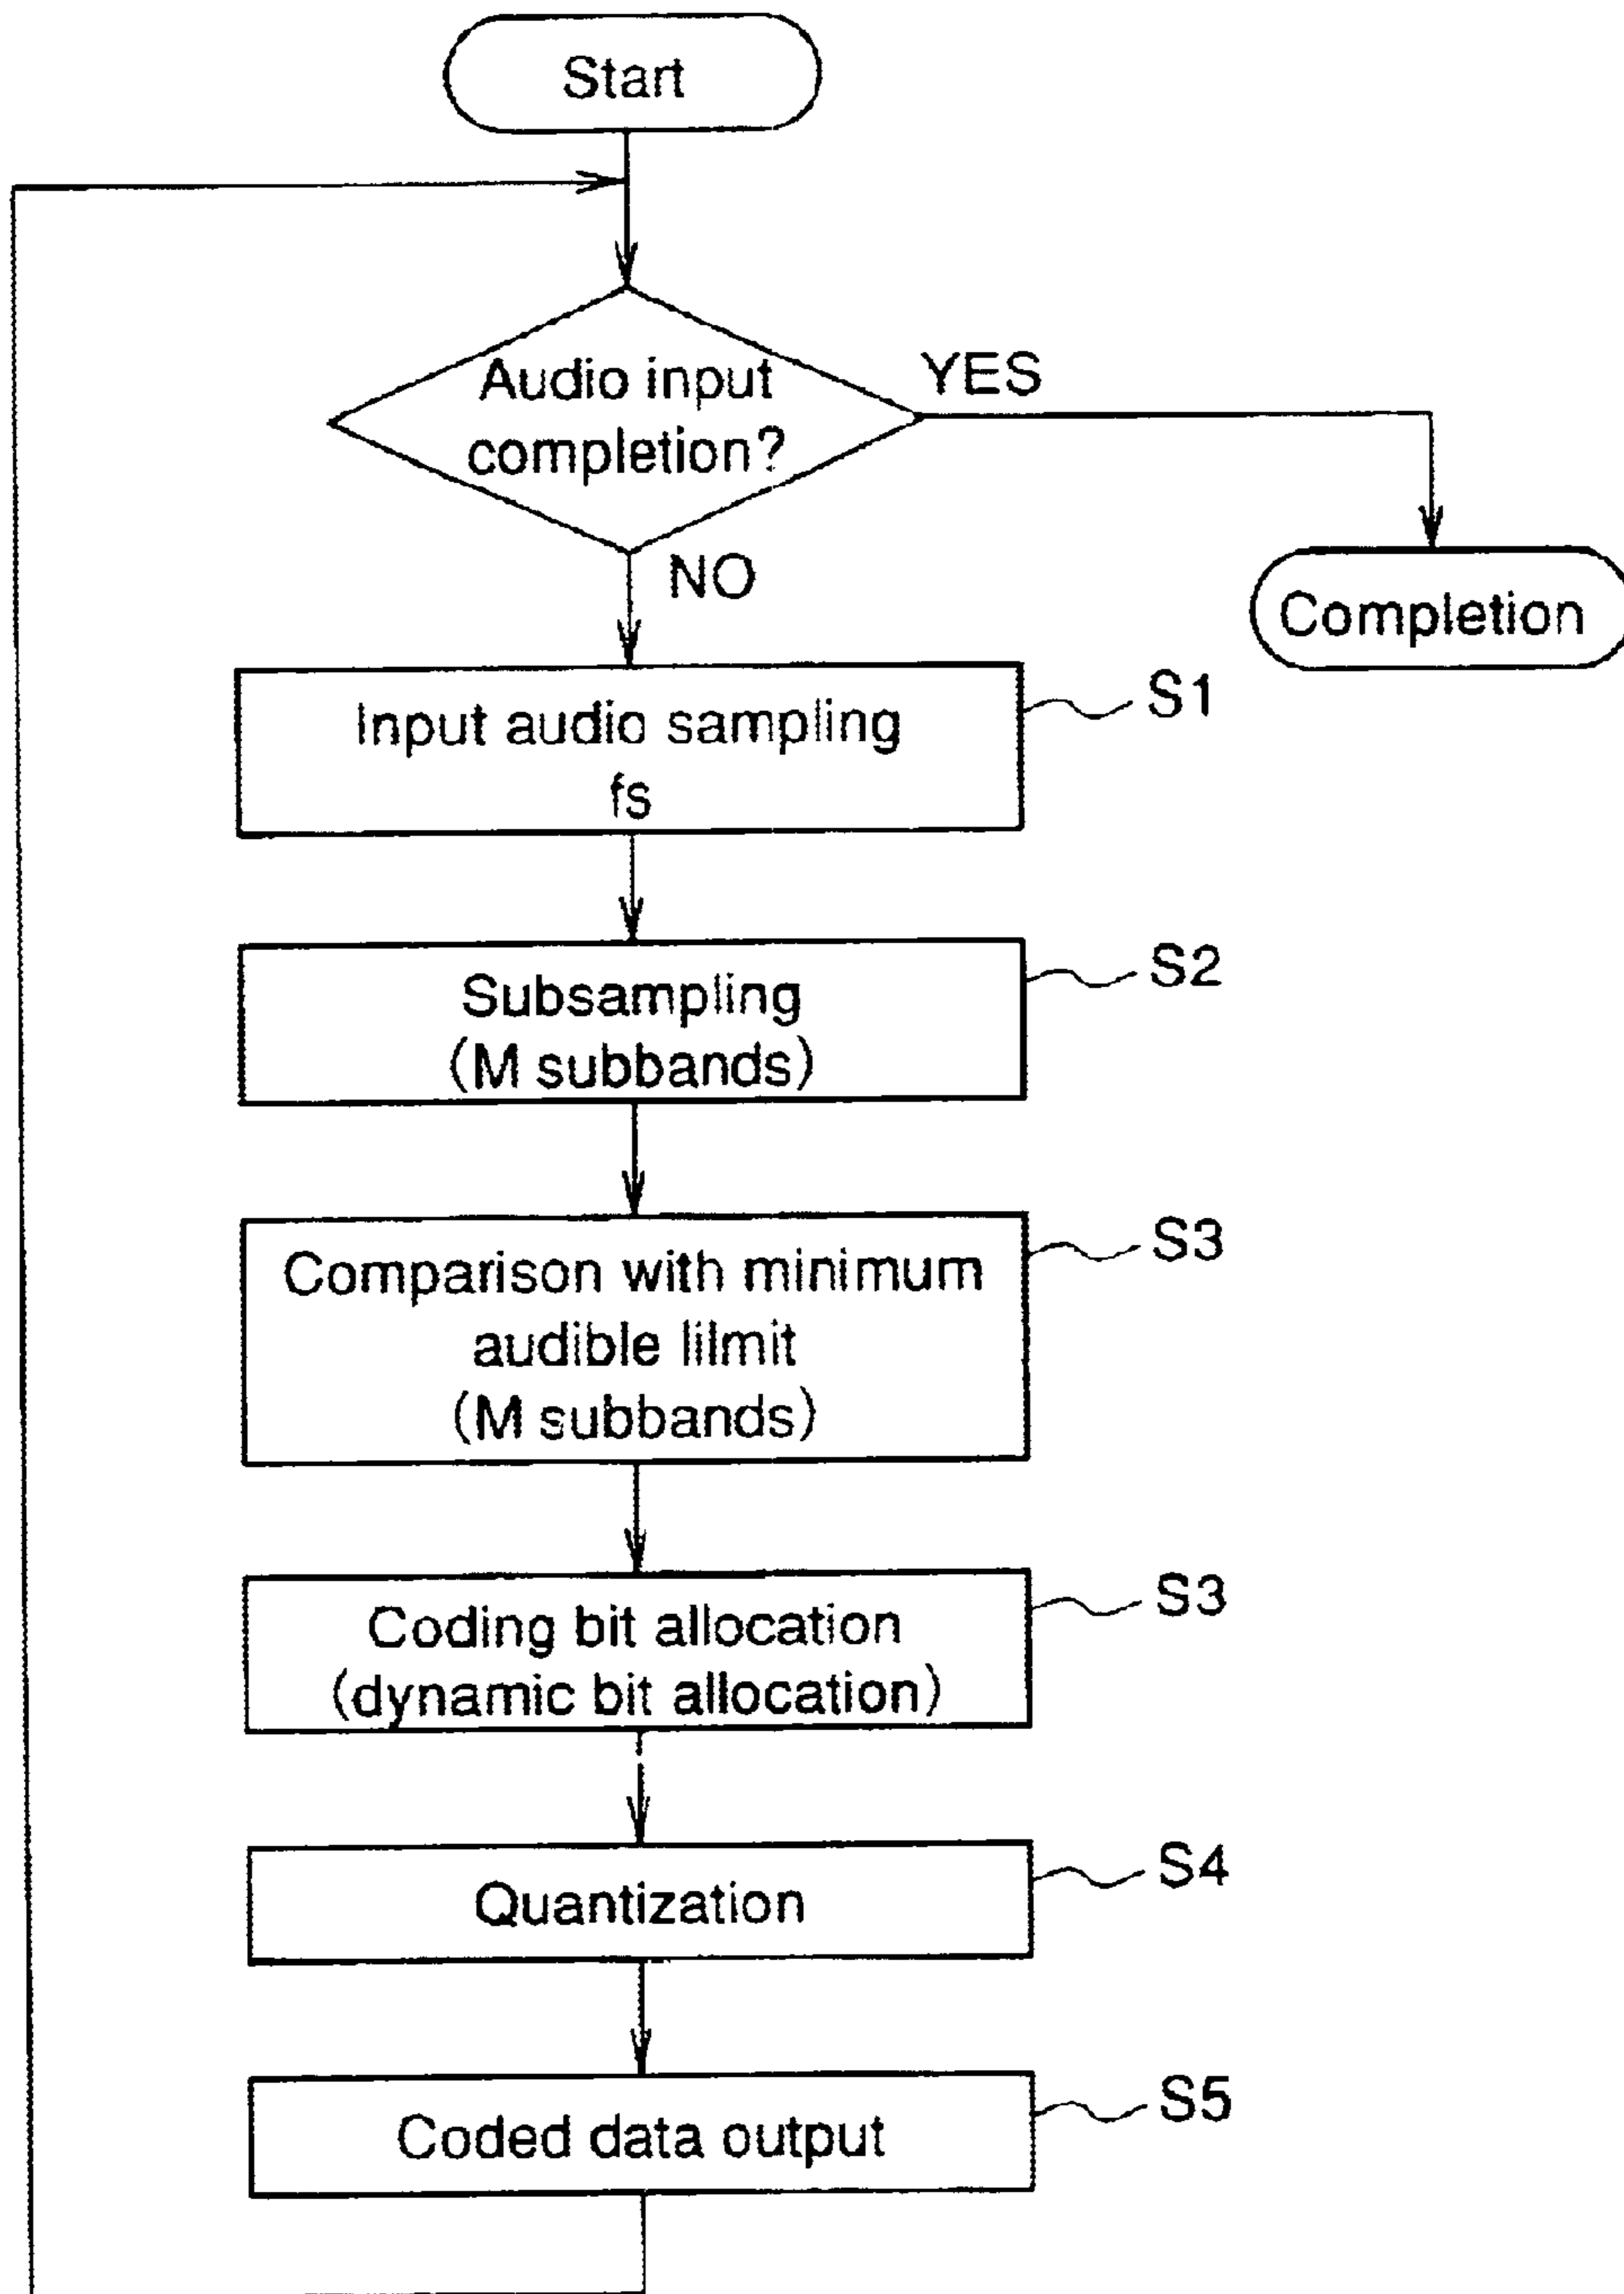 Start
Audio input
completion?
YES
NO
Completion
Input audio sampling
fs
S1
Subsampling
(M subbands)
S2
Comparison with minimum
audible lilmit
(M subbands)
S3
Coding bit allocation
(dynamic bit allocation)
S3
Quantization
S4
Coded data output
S5